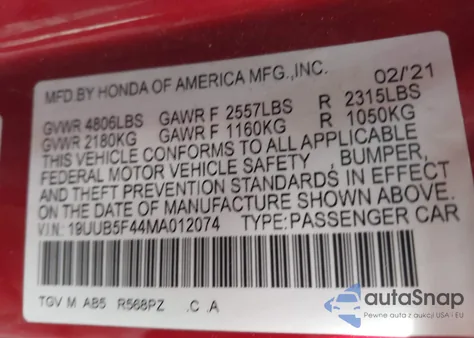 MFD.BY HONDA OF AMERICA MFG.,INC. 02/'21
GVWR 4806LBS GAWR F 2557LBS R 2315LBS
GVWR 2180KG GAWR F 1160KG R 1050KG
THIS VEHICLE CONFORMS TO ALL APPLICABLE
FEDERAL MOTOR VEHICLE SAFETY , BUMPER,
AND THEFT PREVENTION STANDARDS IN EFFECT
ON THE DATE OF MANUFACTURE SHOWN ABOVE.
V.I.N: 19UUB5F44MA012074 TYPE:PASSENGER CAR
TGV M AB5 R568PZ .C .A
autoSnap
Pewne auto z aukcji USA i EU